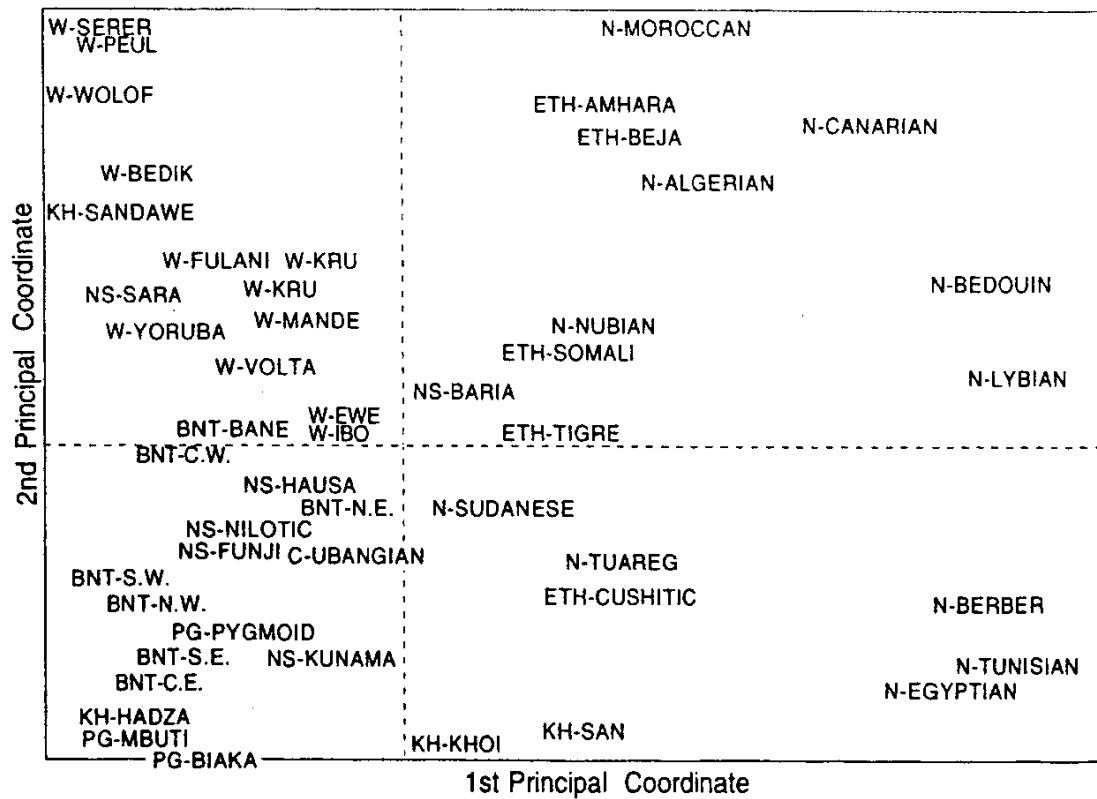 W-SERER
N-MOROCCAN
W-PEUL
W-WOLOF
ETH-AMHARA
N-CANARIAN
ETH-BEJA
W-BEDIK
N-ALGERIAN
KH-SANDAWE
W-FULANI W-KRU
NS-SARA W-KRU
N-BEDOUIN
W-YORUBA W-MANDE
N-NUBIAN
ETH-SOMALI
W-VOLTA
N-LYBIAN
NS-BARIA
W-EWE
BNT-BANE W-IBO
ETH-TIGRE
BNT-C.W.
NS-HAUSA
BNT-N.E. N-SUDANESE
NS-NILOTIC
NS-FUNJI C-UBANGIAN
N-TUAREG
BNT-S.W.
ETH-CUSHITIC
BNT-N.W.
N-BERBER
PG-PYGMOID
BNT-S.E. NS-KUNAMA
N-TUNISIAN
BNT-C.E.
N-EGYPTIAN
KH-HADZA
KH-SAN
PG-MBUTI
KH-KHOI
PG-BIAKA
2nd Principal Coordinate
1st Principal Coordinate